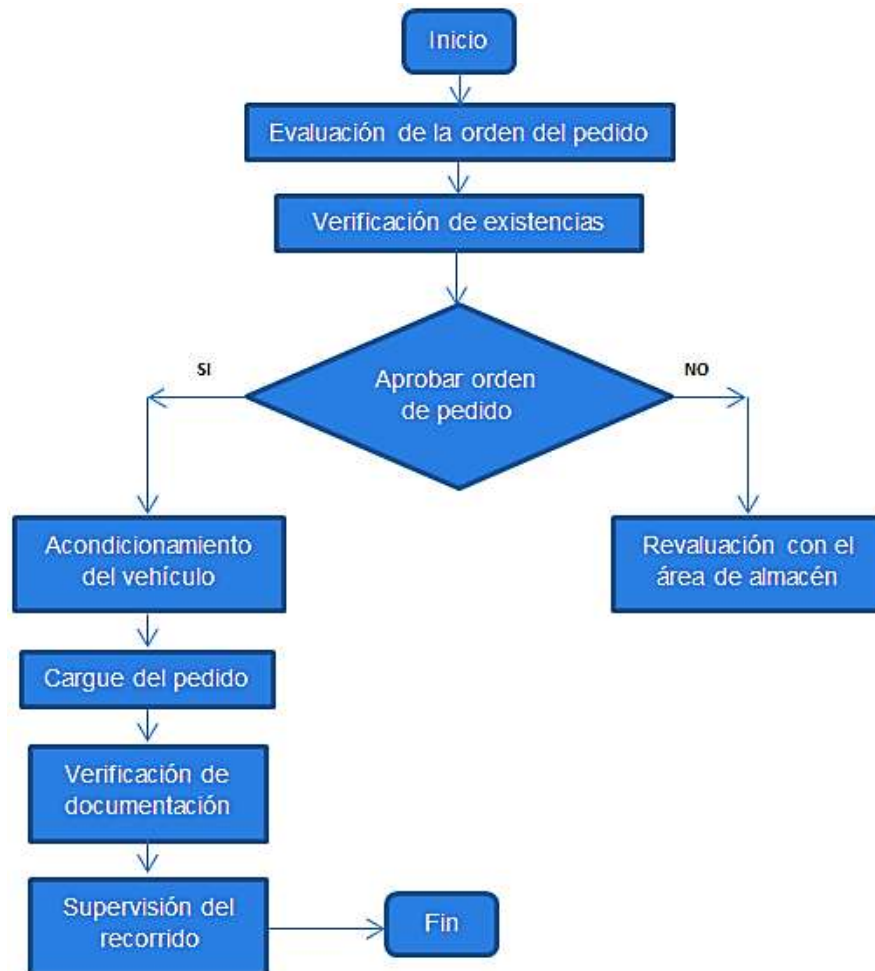 Inicio
Evaluación de la orden del pedido
Verificación de existencias
SI
NO
Aprobar orden
de pedido
Acondicionamiento
del vehículo
Revaluación con el
área de almacén
Cargue del pedido
Verificación de
documentación
Supervisión del
recorrido
Fin